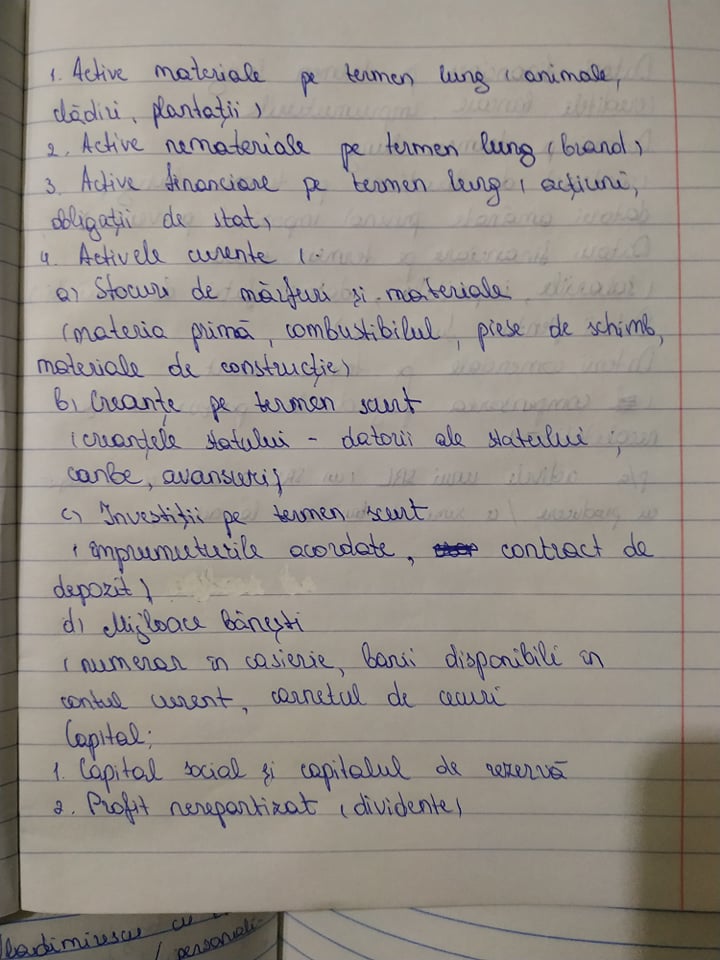 1. Active materiale pe termen lung (animale,
clădiri, plantații)
2. Active nemateriale pe termen lung (brand)
3. Active financiare pe termen lung (acțiuni,
obligații de stat)
4. Activele curente (
a) Stocuri de mărfuri și materiale
(materia primă, combustibilul, piese de schimb,
materiale de construcție)
b) Creanțe pe termen scurt
(creanțele statului - datorii ale statului ;
avansuri)
c) Investiții pe termen scurt
(împrumuturile acordate, contract de
depozit)
d) Mijloace bănești
(numerar în casierie, banii disponibili în
contul curent, carnetul de cecuri
Capital:
1. Capital social și capitalul de rezervă
2. Profit nerepartizat (dividente)
personali-